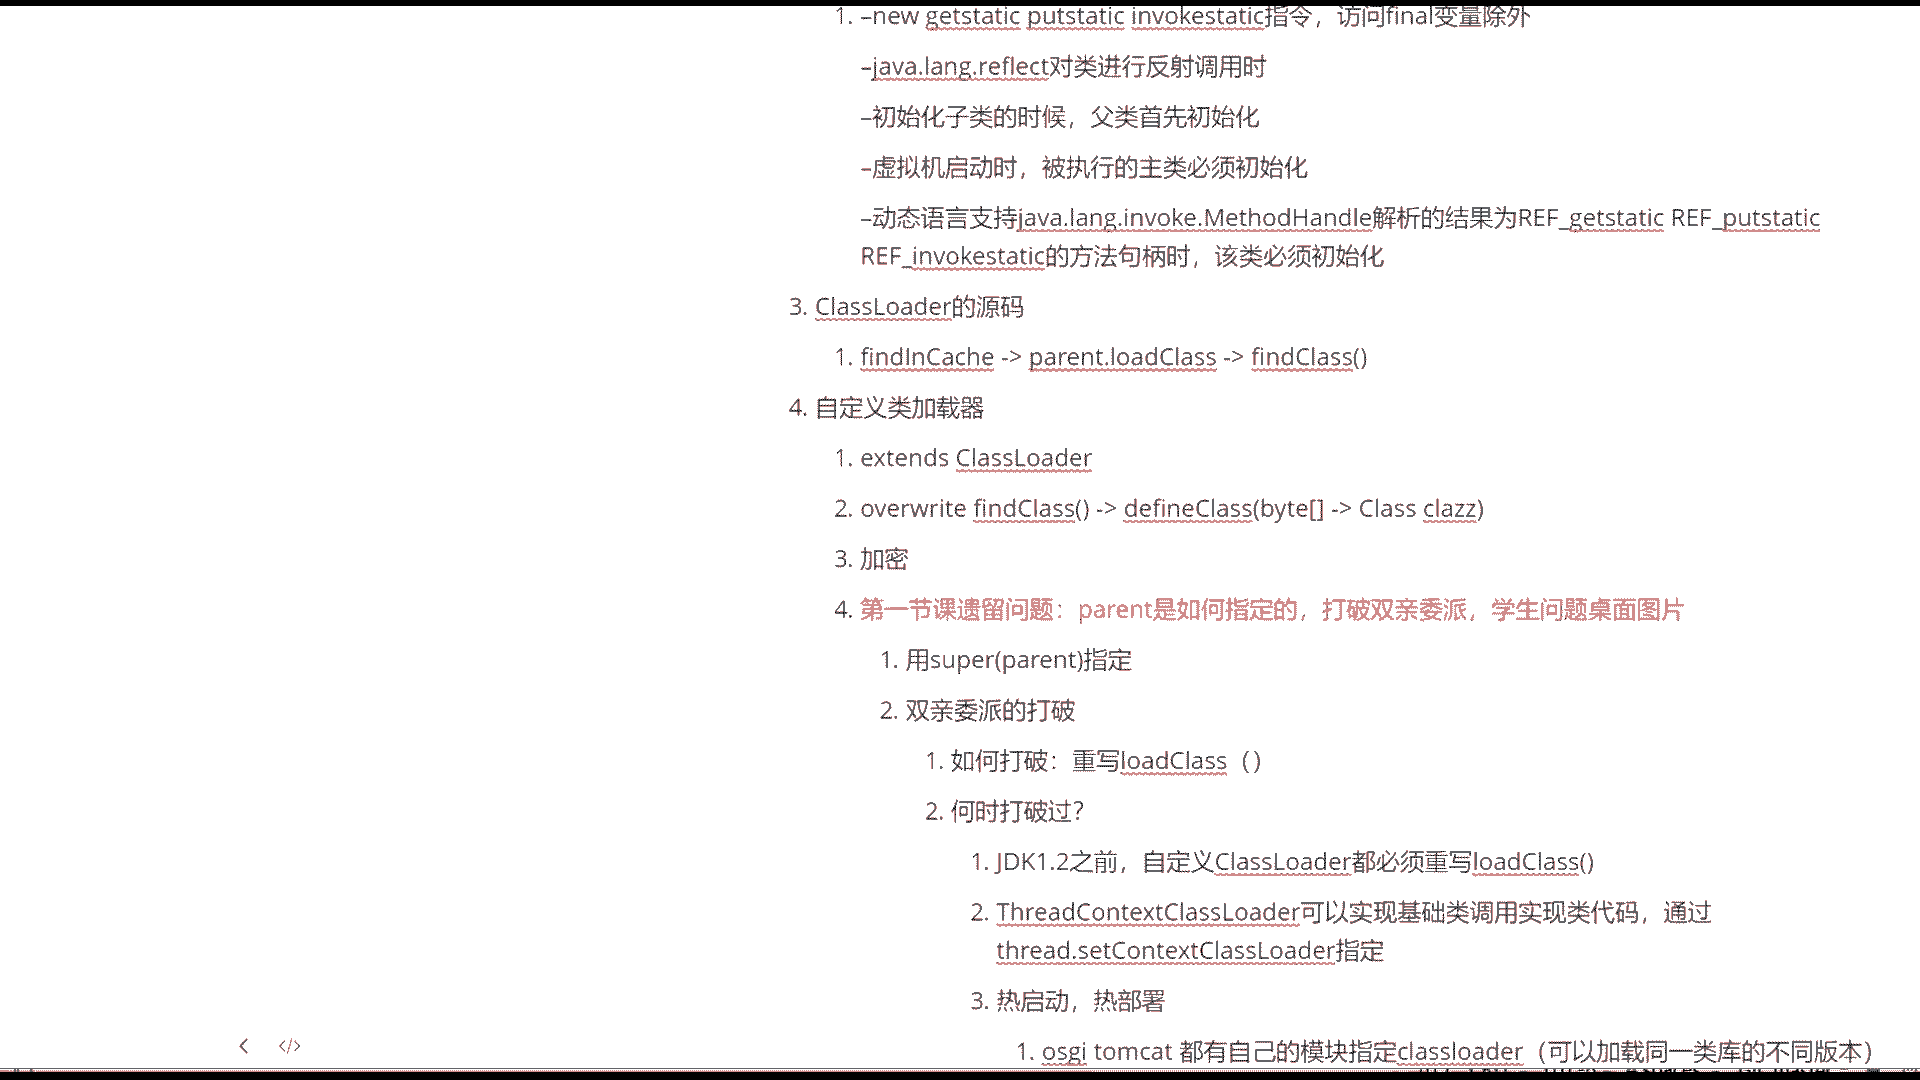 1. –new getstatic putstatic invokestatic指令，访问final变量除外
–java.lang.reflect对类进行反射调用时
–初始化子类的时候，父类首先初始化
–虚拟机启动时，被执行的主类必须初始化
–动态语言支持java.lang.invoke.MethodHandle解析的结果为REF_getstatic REF_putstatic
REF_invokestatic的方法句柄时，该类必须初始化
3. ClassLoader的源码
1. findInCache -> parent.loadClass -> findClass()
4. 自定义类加载器
1. extends ClassLoader
2. overwrite findClass() -> defineClass(byte[] -> Class clazz)
3. 加密
4. 第一节课遗留问题：parent是如何指定的，打破双亲委派，学生问题桌面图片
1. 用super(parent)指定
2. 双亲委派的打破
1. 如何打破：重写loadClass（）
2. 何时打破过？
1. JDK1.2之前，自定义ClassLoader都必须重写loadClass()
2. ThreadContextClassLoader可以实现基础类调用实现类代码，通过
thread.setContextClassLoader指定
3. 热启动，热部署
1. osgi tomcat 都有自己的模块指定classloader（可以加载同一类库的不同版本）
< </>